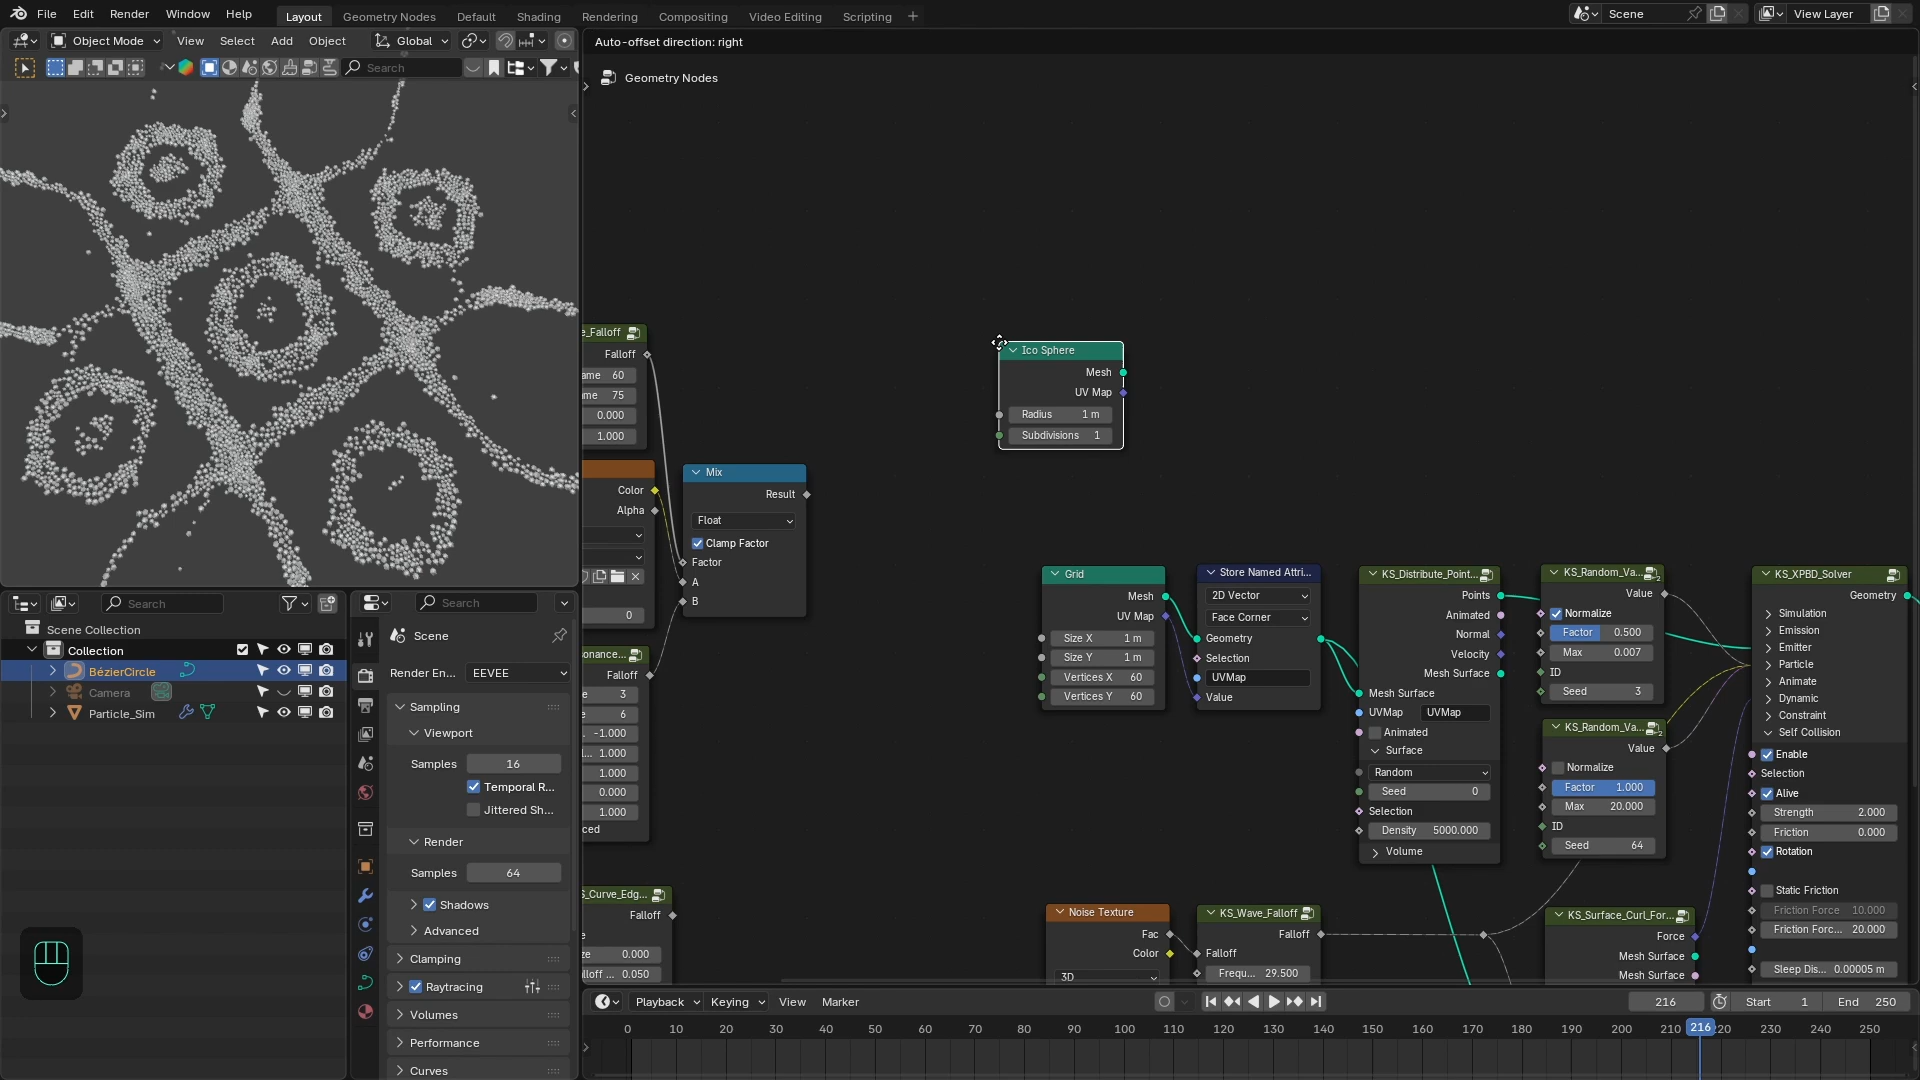 File Edit Render Window Help Layout Geometry Nodes Default Shading Rendering Compositing Video Editing Scripting Scene View Layer
Object Mode View Select Add Object Global
Auto-offset direction: right
Search
Geometry Nodes
Ico Sphere
Mesh
UV Map
Radius 1 m
Subdivisions 1
e_Falloff
Falloff
ame 60
me 75
0.000
1.000
Color
Alpha
0
Mix
Result
Float
Clamp Factor
Factor
A
B
onance...
e 3
e 6
. -1.000
l... 1.000
1.000
0.000
1.000
ced
S_Curve_Edg...
Falloff
e
ze 0.000
alloff ... 0.050
Grid
Mesh
UV Map
Size X 1 m
Size Y 1 m
Vertices X 60
Vertices Y 60
Store Named Attri...
2D Vector
Face Corner
Geometry
Selection
UVMap
Value
KS_Distribute_Point...
Points
Animated
Normal
Velocity
Mesh Surface
Mesh Surface
UVMap UVMap
Animated
Surface
Random
Seed 0
Selection
Density 5000.000
Volume
KS_Random_Va...
Value
Normalize
Factor 0.500
Max 0.007
ID
Seed 3
KS_Random_Va...
Value
Normalize
Factor 1.000
Max 20.000
ID
Seed 64
KS_XPBD_Solver
Geometry
Simulation
Emission
Emitter
Particle
Animate
Dynamic
Constraint
Self Collision
Enable
Selection
Alive
Strength 2.000
Friction 0.000
Rotation
Static Friction
Friction Force 10.000
Friction Forc... 20.000
Sleep Dis... 0.00005 m
Noise Texture
Fac
Color
3D
KS_Wave_Falloff
Falloff
Falloff
Frequ... 29.500
KS_Surface_Curl_For...
Force
Mesh Surface
Mesh Surface
Search
Scene Collection
Collection
BézierCircle
Camera
Particle_Sim
Search
Scene
Render En... EEVEE
Sampling
Viewport
Samples 16
Temporal R...
Jittered Sh...
Render
Samples 64
Shadows
Advanced
Clamping
Raytracing
Volumes
Performance
Curves
Playback Keying View Marker 216 Start 1 End 250
0 10 20 30 40 50 60 70 80 90 100 110 120 130 140 150 160 170 180 190 200 210 216 220 230 240 250